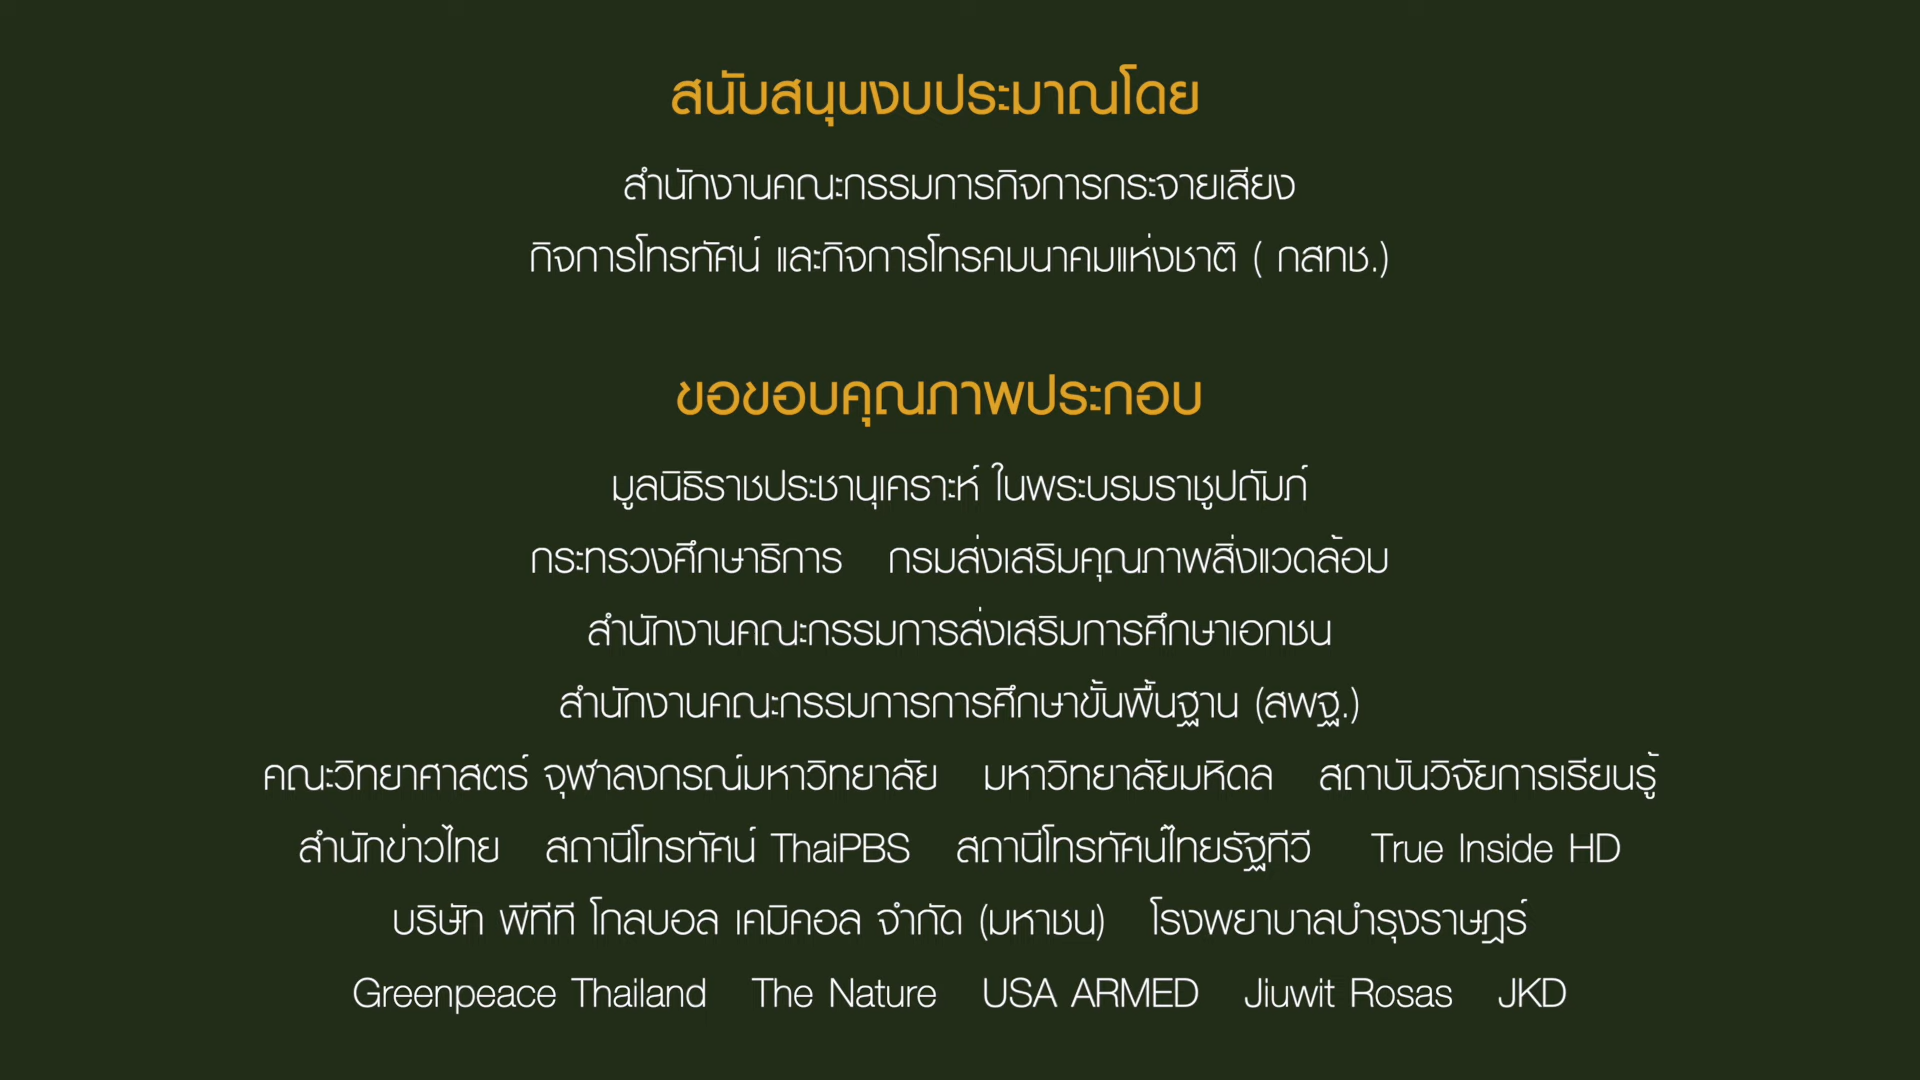 สนับสนุนงบประมาณโดย
สำนักงานคณะกรรมการกิจการกระจายเสียง
กิจการโทรทัศน์ และกิจการโทรคมนาคมแห่งชาติ ( กสทช.)
ขอขอบคุณภาพประกอบ
มูลนิธิราชประชานุเคราะห์ ในพระบรมราชูปถัมภ์
กระทรวงศึกษาธิการ กรมส่งเสริมคุณภาพสิ่งแวดล้อม
สำนักงานคณะกรรมการส่งเสริมการศึกษาเอกชน
สำนักงานคณะกรรมการการศึกษาขั้นพื้นฐาน (สพฐ.)
คณะวิทยาศาสตร์ จุฬาลงกรณ์มหาวิทยาลัย มหาวิทยาลัยมหิดล สถาบันวิจัยการเรียนรู้
สำนักข่าวไทย สถานีโทรทัศน์ ThaiPBS สถานีโทรทัศน์ไทยรัฐทีวี True Inside HD
บริษัท พีทีที โกลบอล เคมิคอล จำกัด (มหาชน) โรงพยาบาลบำรุงราษฎร์
Greenpeace Thailand The Nature USA ARMED Jiuwit Rosas JKD